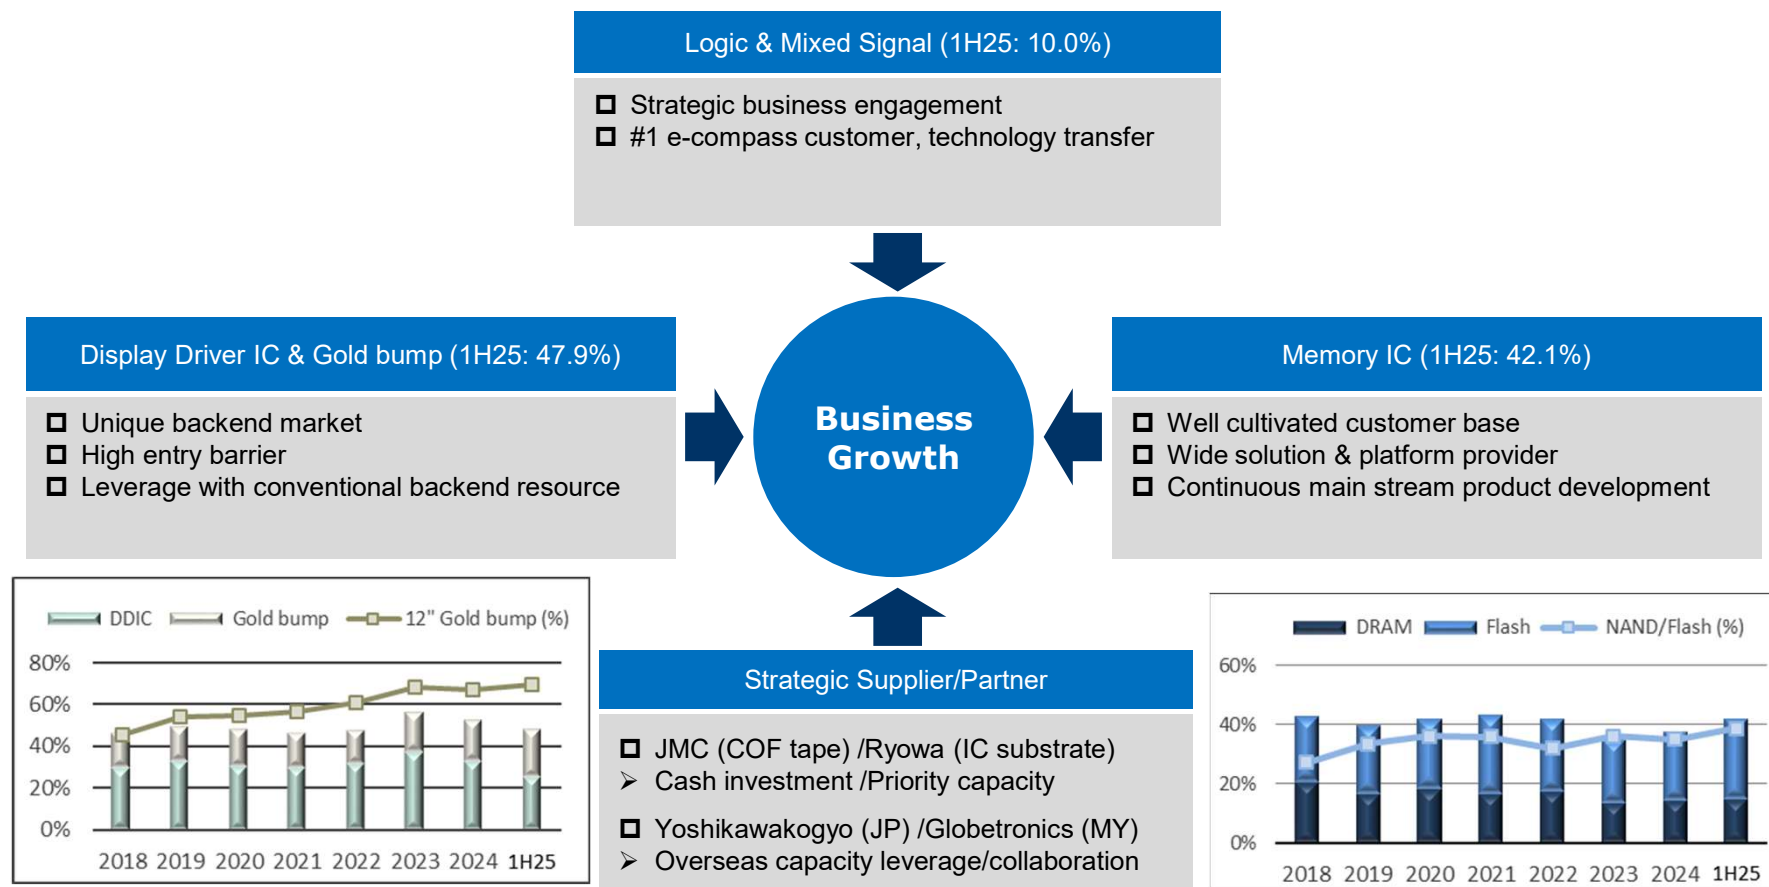 Logic & Mixed Signal (1H25: 10.0%)
❑ Strategic business engagement
❑ #1 e-compass customer, technology transfer
Display Driver IC & Gold bump (1H25: 47.9%)
❑ Unique backend market
❑ High entry barrier
❑ Leverage with conventional backend resource
Business
Growth
Memory IC (1H25: 42.1%)
❑ Well cultivated customer base
❑ Wide solution & platform provider
❑ Continuous main stream product development
DDIC Gold bump 12" Gold bump (%)
80%
60%
40%
20%
0%
2018 2019 2020 2021 2022 2023 2024 1H25
Strategic Supplier/Partner
❑ JMC (COF tape) /Ryowa (IC substrate)
➢ Cash investment /Priority capacity
❑ Yoshikawakogyo (JP) /Globetronics (MY)
➢ Overseas capacity leverage/collaboration
DRAM Flash NAND/Flash (%)
60%
40%
20%
0%
2018 2019 2020 2021 2022 2023 2024 1H25